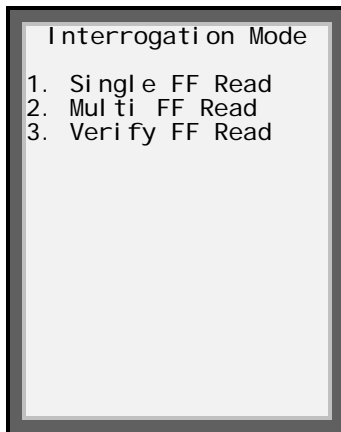 Interrogation Mode
1. Single FF Read
2. Multi FF Read
3. Verify FF Read